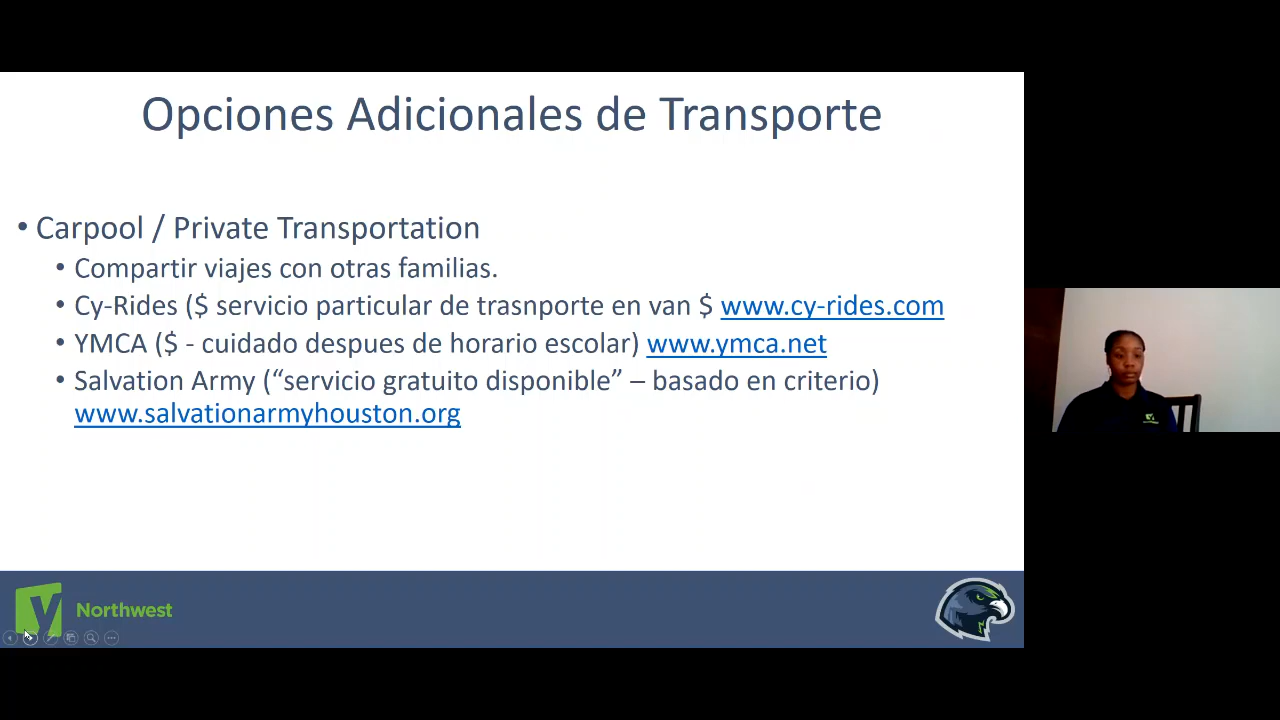 Opciones Adicionales de Transporte
• Carpool / Private Transportation
• Compartir viajes con otras familias.
• Cy-Rides ($ servicio particular de trasnporte en van $ www.cy-rides.com
• YMCA ($ - cuidado despues de horario escolar) www.ymca.net
• Salvation Army (“servicio gratuito disponible” – basado en criterio)
www.salvationarmyhouston.org
Y Northwest